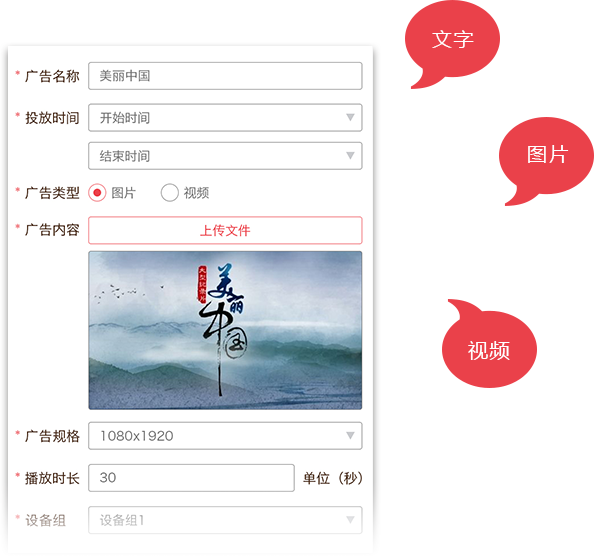 文字
* 广告名称 美丽中国
* 投放时间 开始时间
图片
结束时间
* 广告类型 图片 视频
* 广告内容 上传文件
大型纪录片
美丽中国
视频
* 广告规格 1080x1920
* 播放时长 30 单位（秒）
* 设备组 设备组1